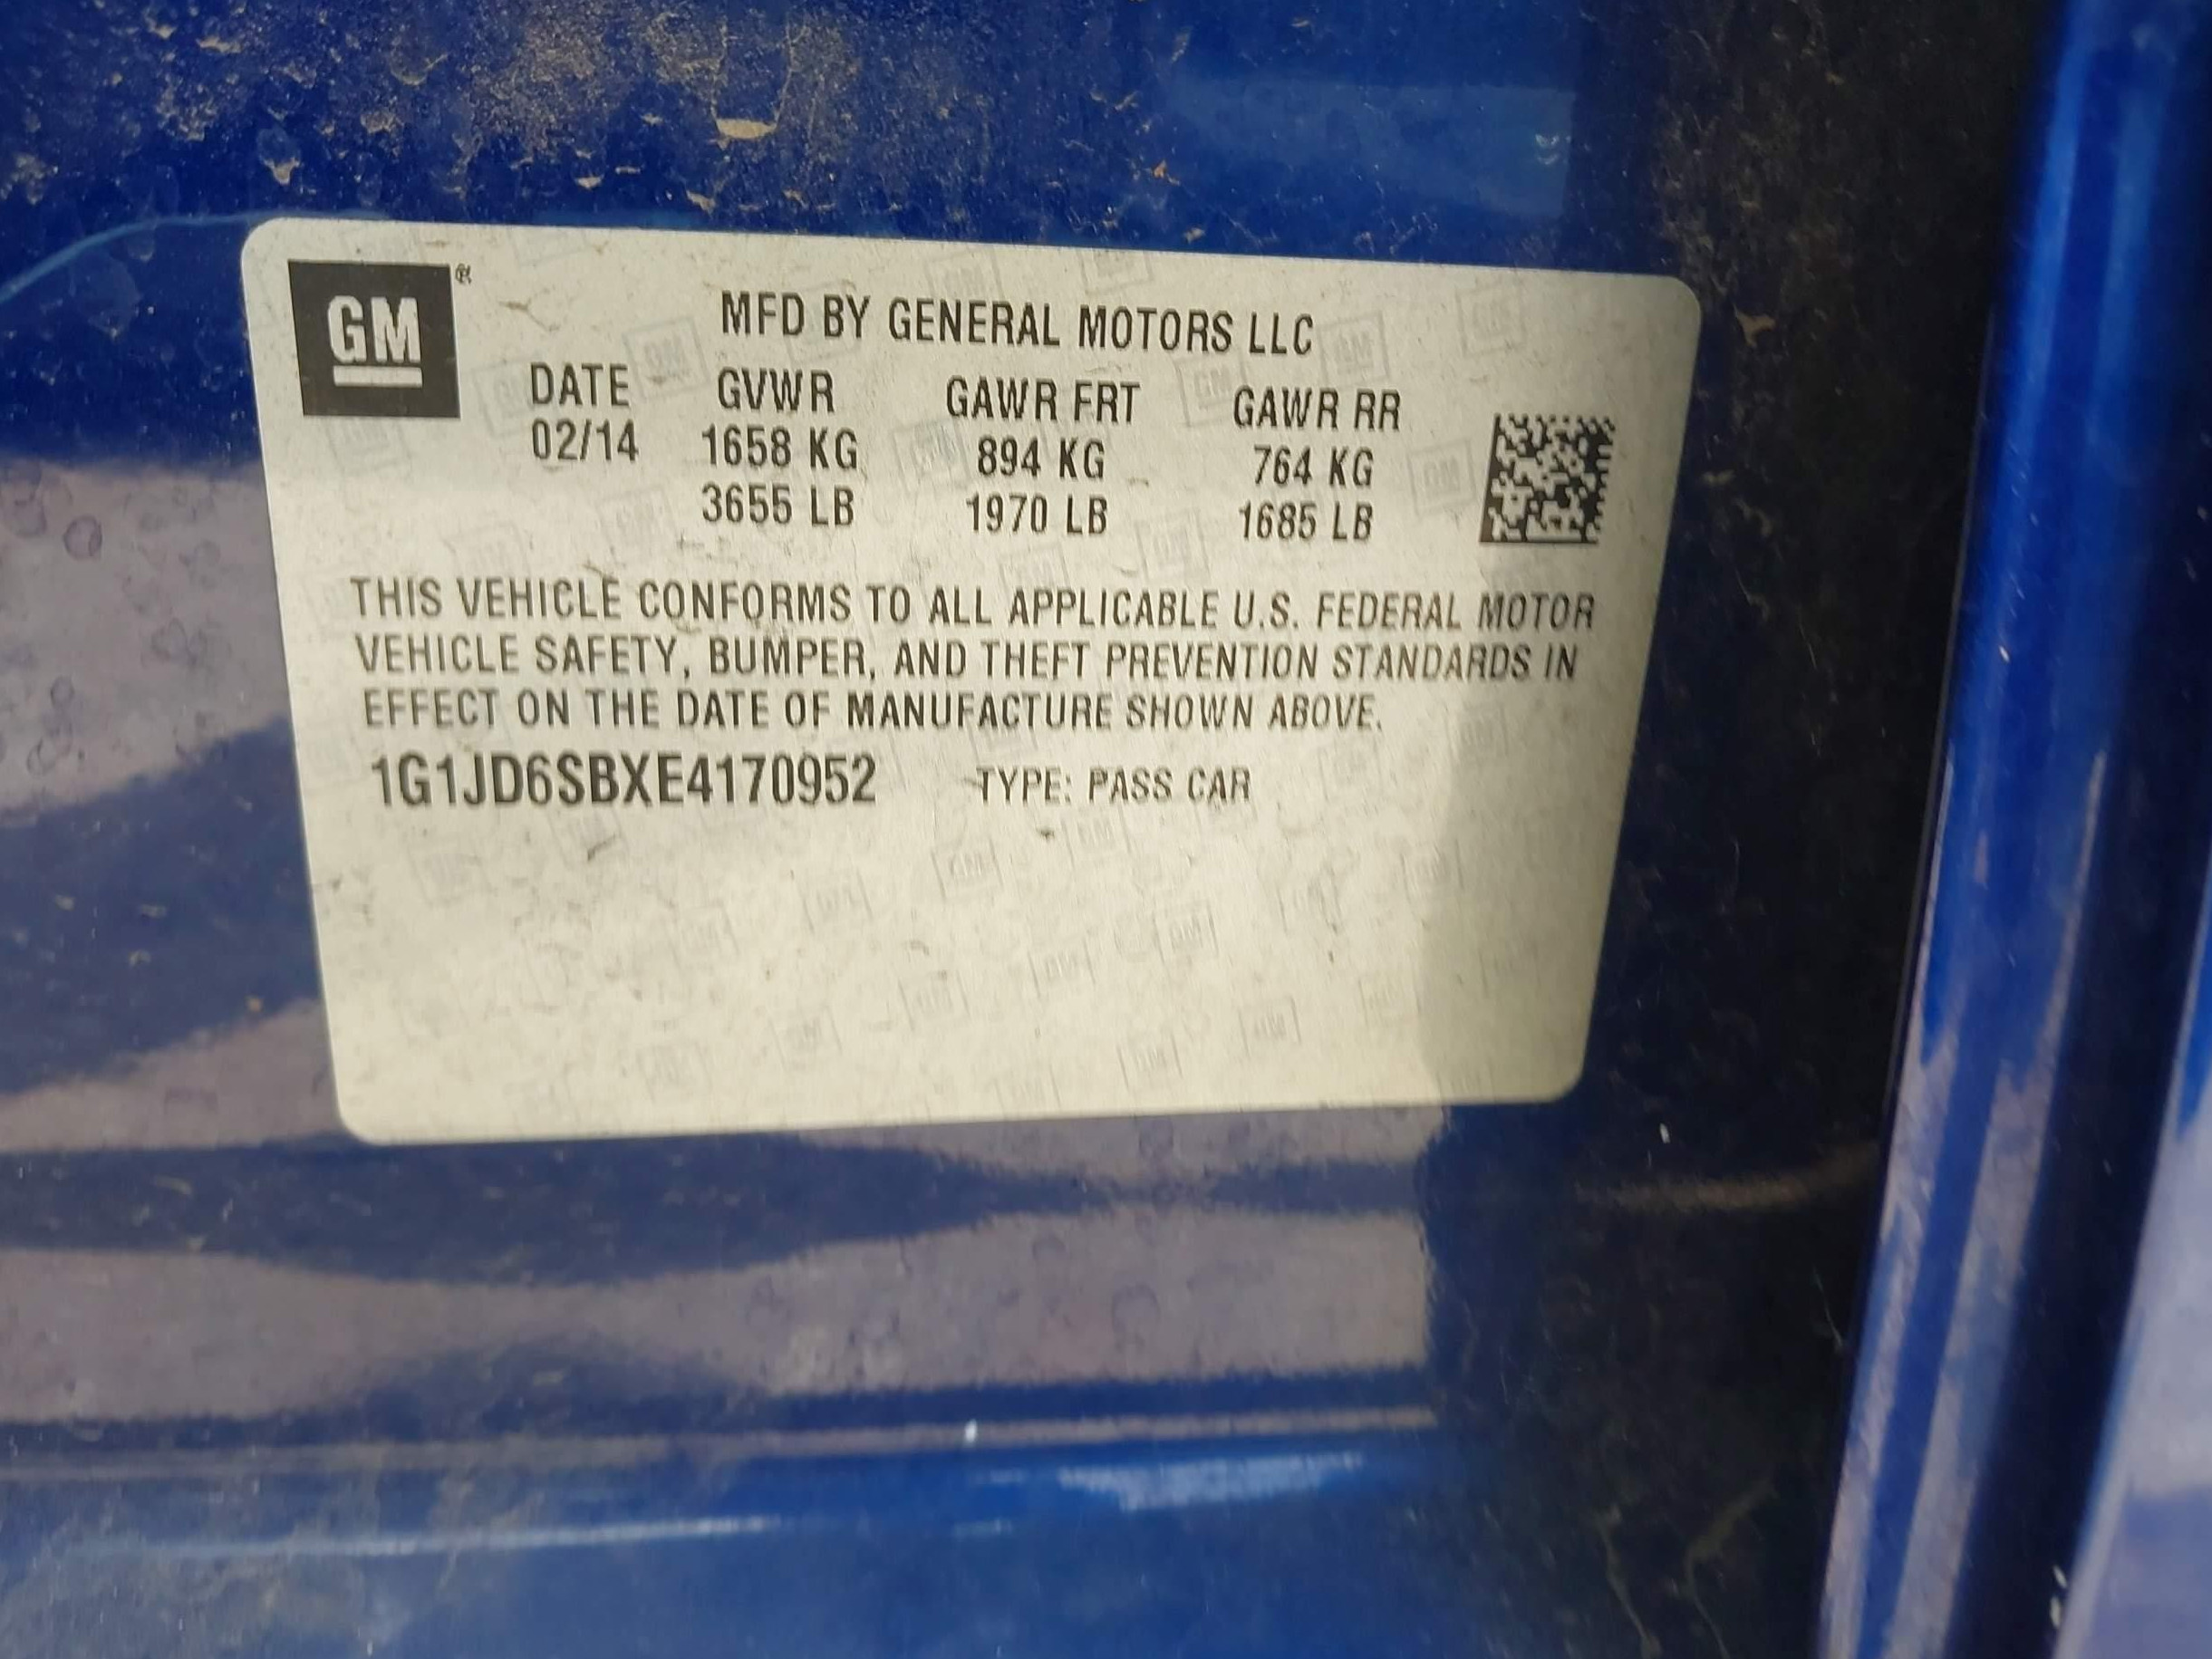 GM®
MFD BY GENERAL MOTORS LLC
DATE GVWR GAWR FRT GAWR RR
02/14 1658 KG 894 KG 764 KG
3655 LB 1970 LB 1685 LB
THIS VEHICLE CONFORMS TO ALL APPLICABLE U.S. FEDERAL MOTOR
VEHICLE SAFETY, BUMPER, AND THEFT PREVENTION STANDARDS IN
EFFECT ON THE DATE OF MANUFACTURE SHOWN ABOVE.
1G1JD6SBXE4170952 TYPE: PASS CAR